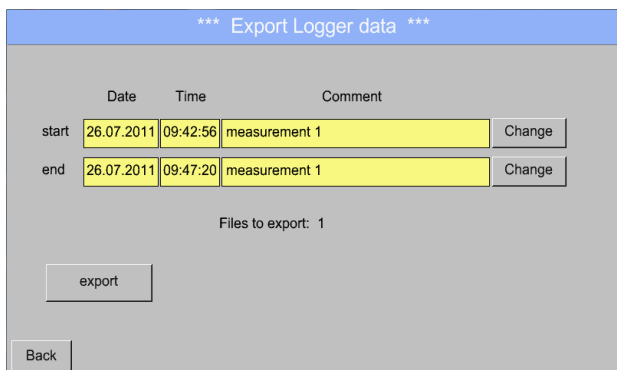 *** Export Logger data ***
Date Time Comment
start 26.07.2011 09:42:56 measurement 1 Change
end 26.07.2011 09:47:20 measurement 1 Change
Files to export: 1
export
Back